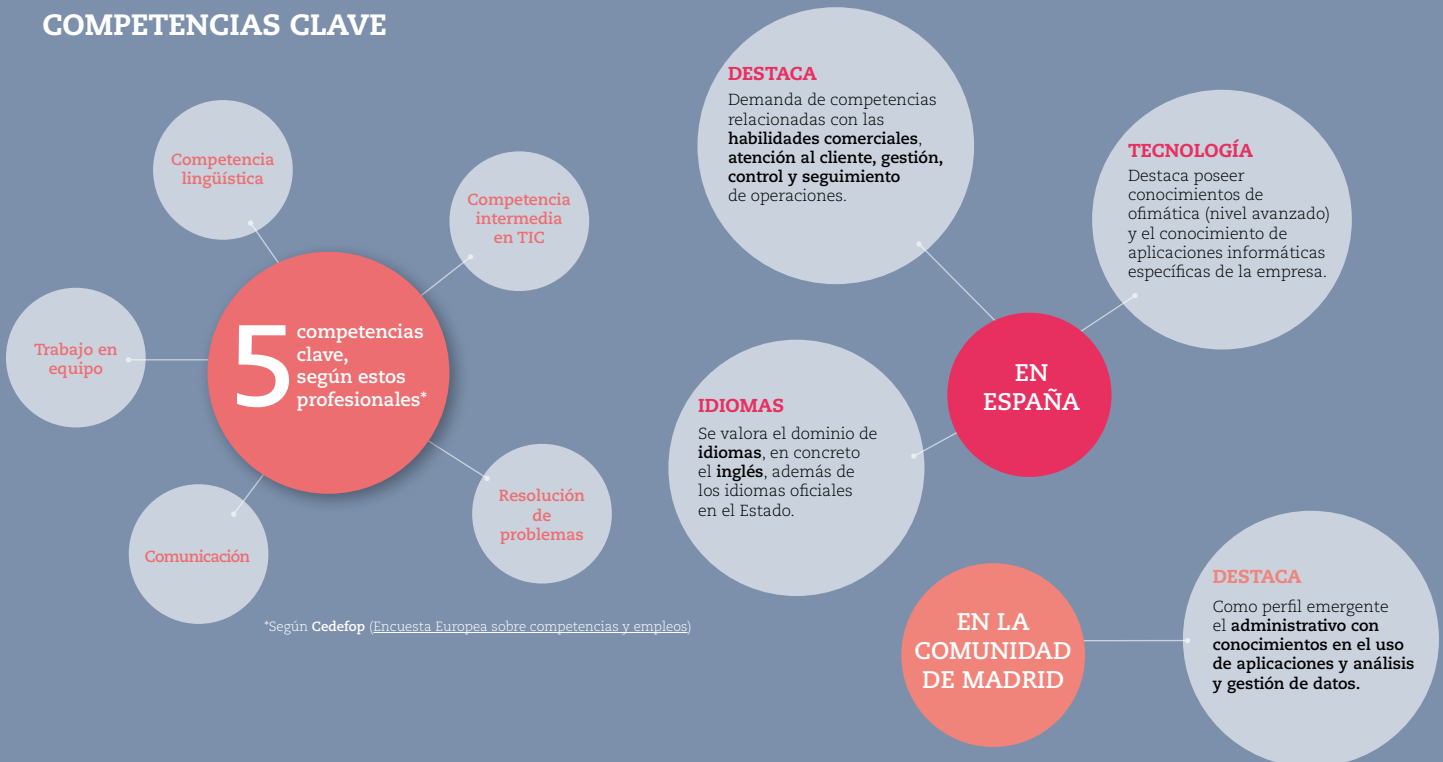 COMPETENCIAS CLAVE
Competencia
lingüística
Competencia
intermedia
en TIC
Trabajo en
equipo
5 competencias
clave,
según estos
profesionales*
Comunicación
Resolución
de
problemas
*Según Cedefop (Encuesta Europea sobre competencias y empleos)
DESTACA
Demanda de competencias
relacionadas con las
habilidades comerciales,
atención al cliente, gestión,
control y seguimiento
de operaciones.
TECNOLOGÍA
Destaca poseer
conocimientos de
ofimática (nivel avanzado)
y el conocimiento de
aplicaciones informáticas
específicas de la empresa.
EN
ESPAÑA
IDIOMAS
Se valora el dominio de
idiomas, en concreto
el inglés, además de
los idiomas oficiales
en el Estado.
EN LA
COMUNIDAD
DE MADRID
DESTACA
Como perfil emergente
el administrativo con
conocimientos en el uso
de aplicaciones y análisis
y gestión de datos.